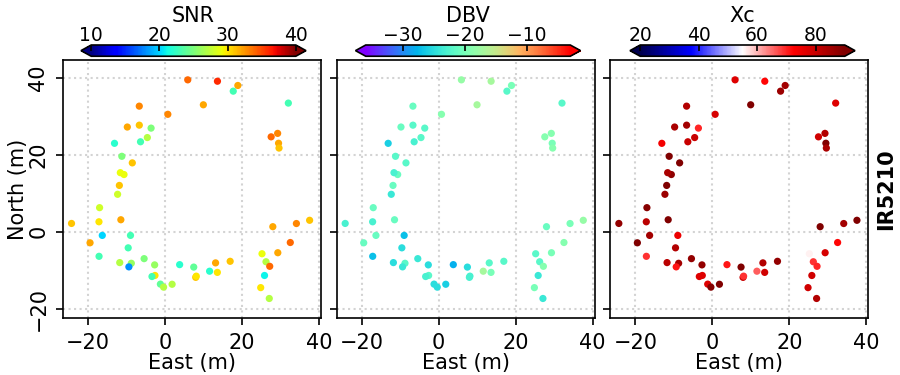 SNR DBV Xc
10 20 30 40 −30 −20 −10 20 40 60 80
40
20
0
−20
North (m)
IR5210
−20 0 20 40 −20 0 20 40 −20 0 20 40
East (m) East (m) East (m)